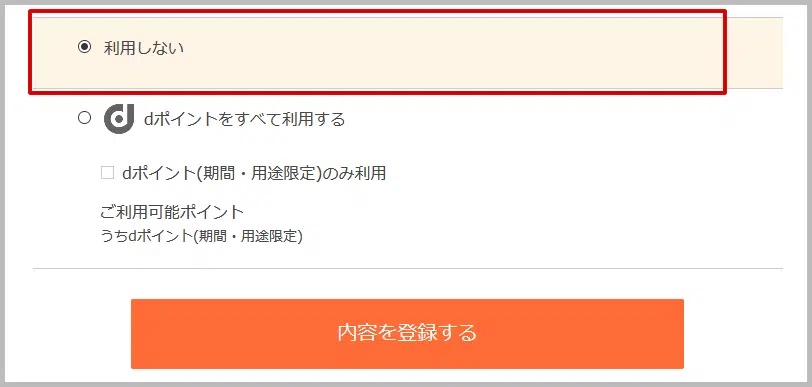 利用しない
dポイントをすべて利用する
dポイント(期間・用途限定)のみ利用
ご利用可能ポイント
うちdポイント(期間・用途限定)
内容を登録する